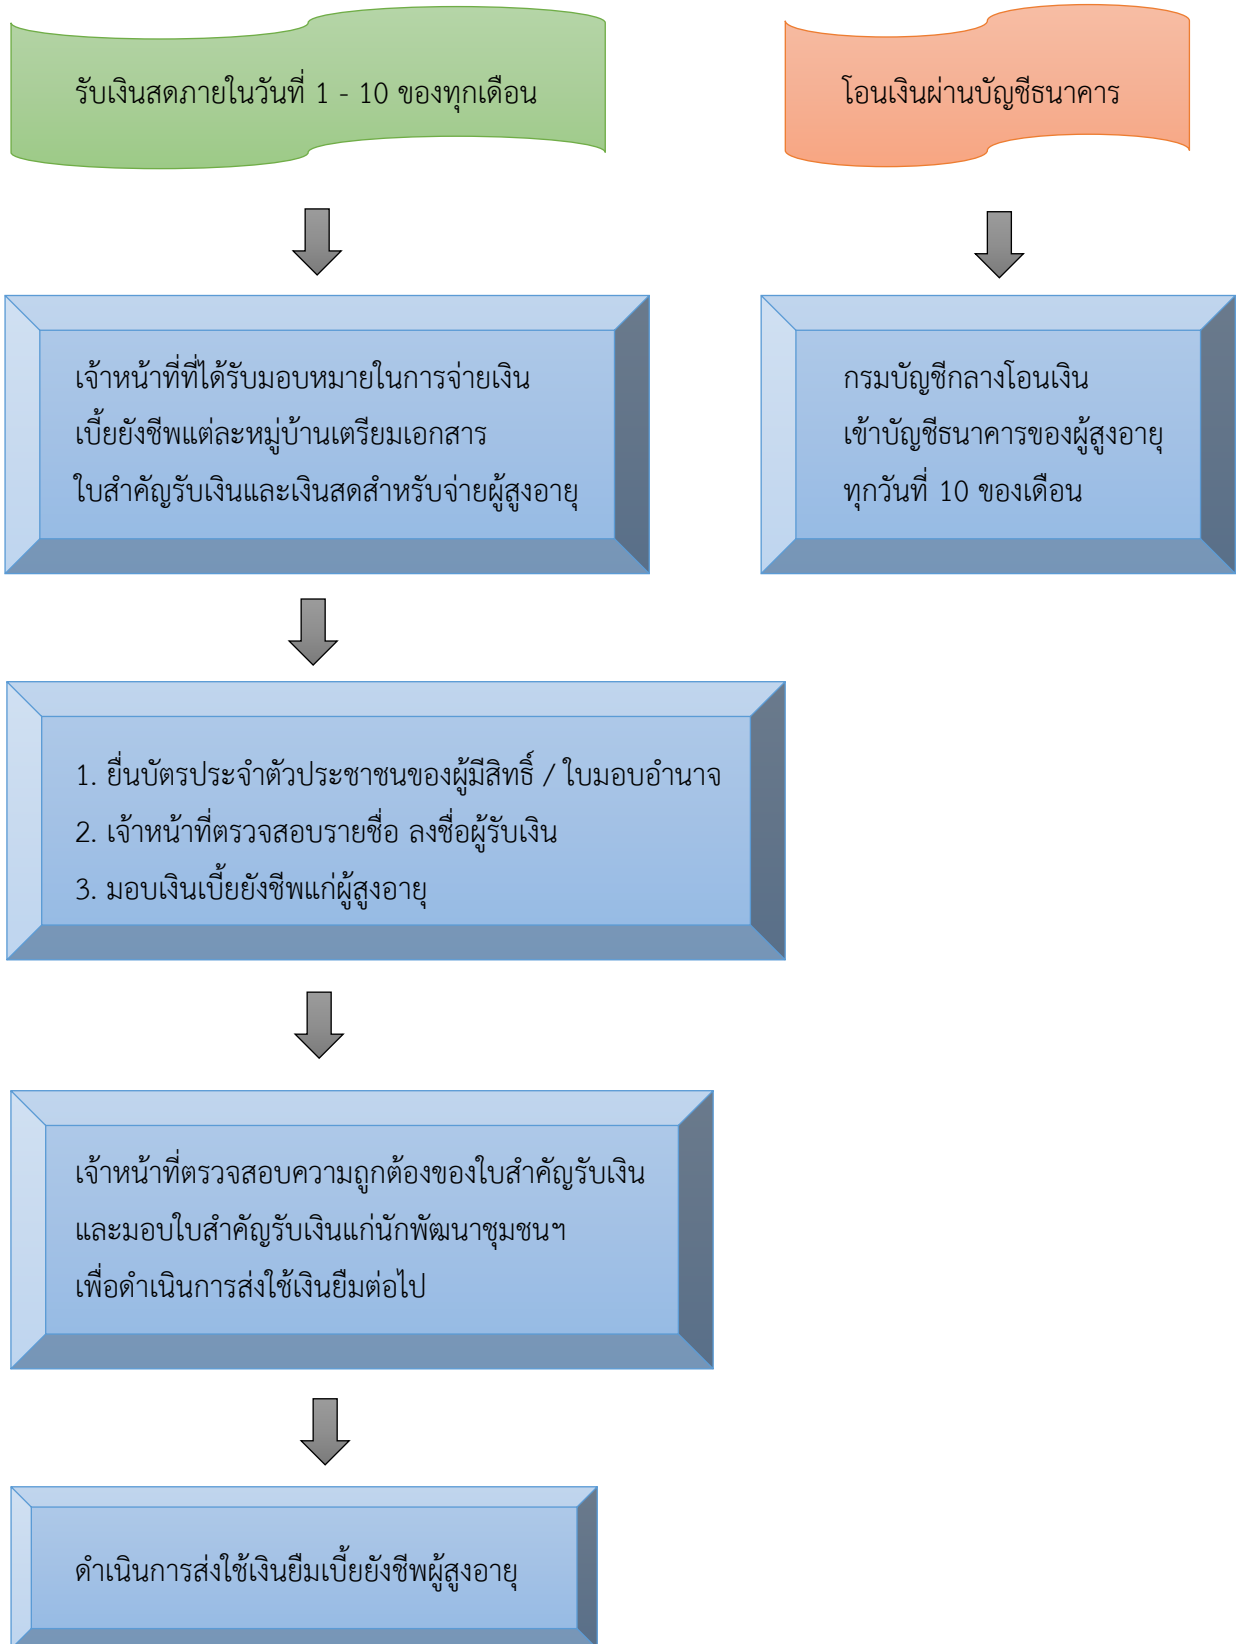 รับเงินสดภายในวันที่ 1 - 10 ของทุกเดือน
โอนเงินผ่านบัญชีธนาคาร
เจ้าหน้าที่ที่ได้รับมอบหมายในการจ่ายเงิน
เบี้ยยังชีพแต่ละหมู่บ้านเตรียมเอกสาร
ใบสำคัญรับเงินและเงินสดสำหรับจ่ายผู้สูงอายุ
กรมบัญชีกลางโอนเงิน
เข้าบัญชีธนาคารของผู้สูงอายุ
ทุกวันที่ 10 ของเดือน
1. ยื่นบัตรประจำตัวประชาชนของผู้มีสิทธิ์ / ใบมอบอำนาจ
2. เจ้าหน้าที่ตรวจสอบรายชื่อ ลงชื่อผู้รับเงิน
3. มอบเงินเบี้ยยังชีพแก่ผู้สูงอายุ
เจ้าหน้าที่ตรวจสอบความถูกต้องของใบสำคัญรับเงิน
และมอบใบสำคัญรับเงินแก่นักพัฒนาชุมชนฯ
เพื่อดำเนินการส่งใช้เงินยืมต่อไป
ดำเนินการส่งใช้เงินยืมเบี้ยยังชีพผู้สูงอายุ